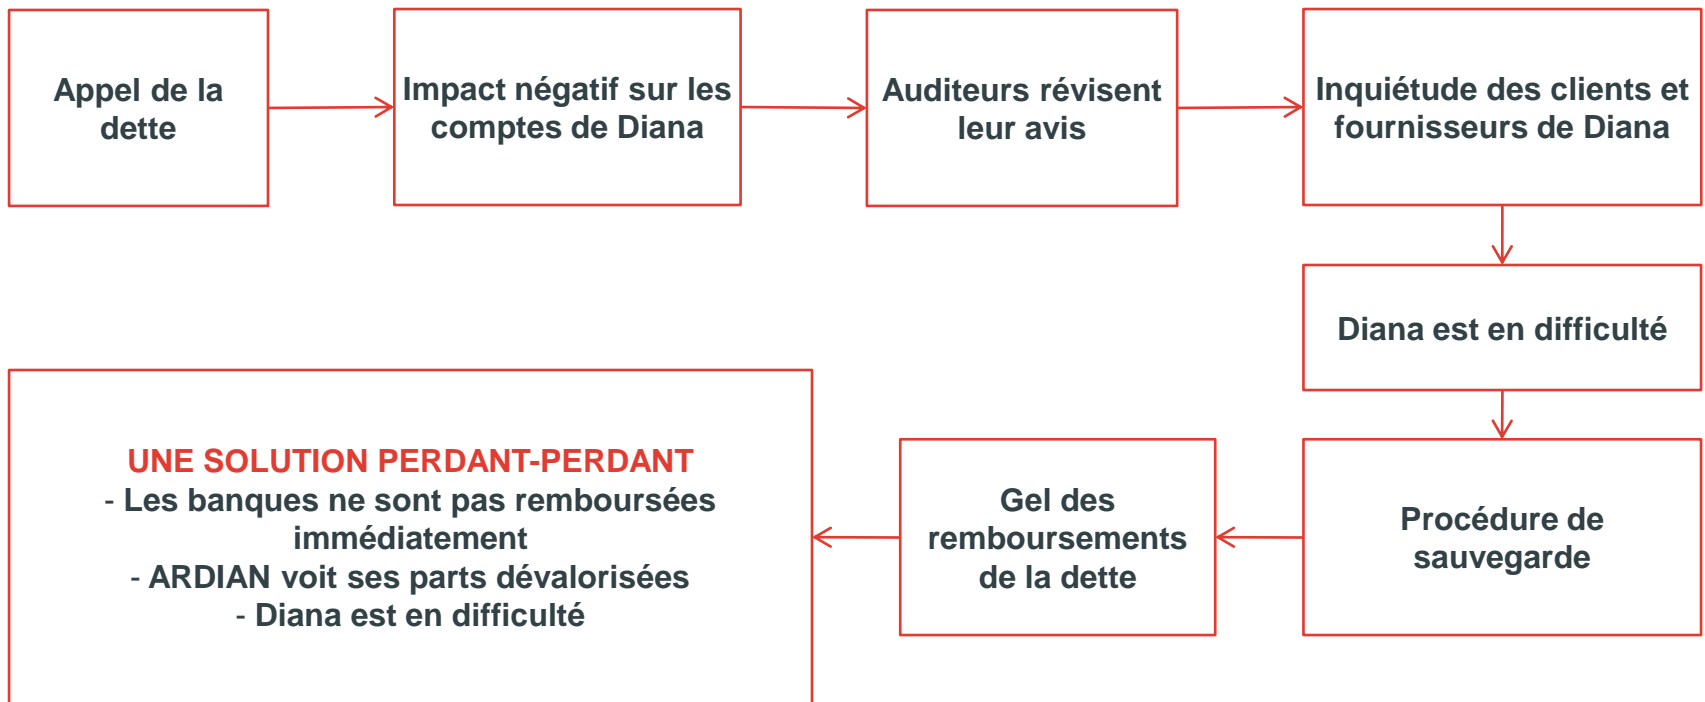 Appel de la
dette
Impact négatif sur les
comptes de Diana
Auditeurs révisent
leur avis
Inquiétude des clients et
fournisseurs de Diana
Diana est en difficulté
Procédure de
sauvegarde
Gel des
remboursements
de la dette
UNE SOLUTION PERDANT-PERDANT
- Les banques ne sont pas remboursées
immédiatement
- ARDIAN voit ses parts dévalorisées
- Diana est en difficulté